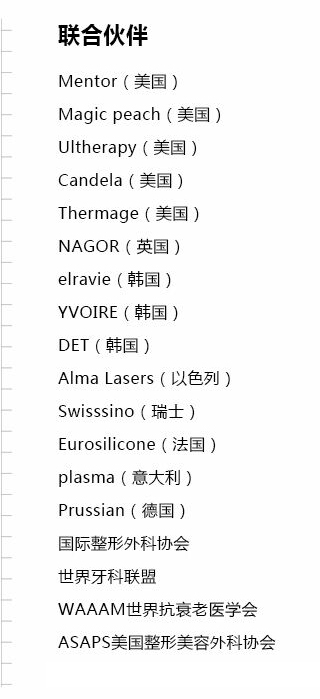 联合伙伴
Mentor（美国）
Magic peach（美国）
Ultherapy（美国）
Candela（美国）
Thermage（美国）
NAGOR（英国）
elravie（韩国）
YVOIRE（韩国）
DET（韩国）
Alma Lasers（以色列）
Swisssino（瑞士）
Eurosilicone（法国）
plasma（意大利）
Prussian（德国）
国际整形外科协会
世界牙科联盟
WAAAM世界抗衰老医学会
ASAPS美国整形美容外科协会